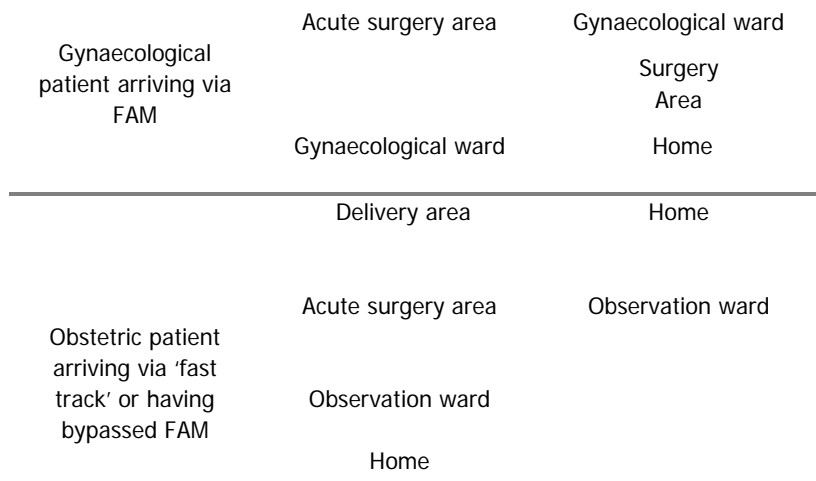 Acute surgery area Gynaecological ward
Gynaecological
patient arriving via
FAM
Surgery
Area
Gynaecological ward Home
Delivery area Home
Acute surgery area Observation ward
Obstetric patient
arriving via ‘fast
track’ or having
bypassed FAM
Observation ward
Home